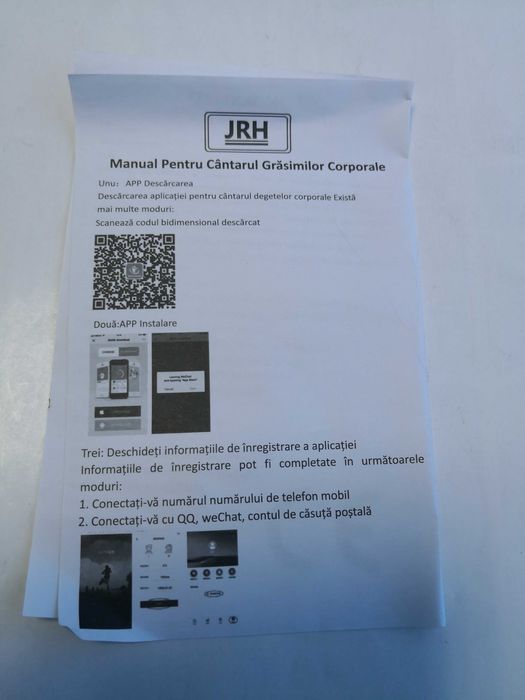 JRH
Manual Pentru Cântarul Grăsimilor Corporale
Unu: APP Descărcarea
Descărcarea aplicației pentru cântarul degetelor corporale Există
mai multe moduri:
Scanează codul bidimensional descărcat
Două:APP Instalare
Trei: Deschideți informațiile de înregistrare a aplicației
Informațiile de înregistrare pot fi completate în următoarele
moduri:
1. Conectați-vă numărul numărului de telefon mobil
2. Conectați-vă cu QQ, weChat, contul de căsuță poștală